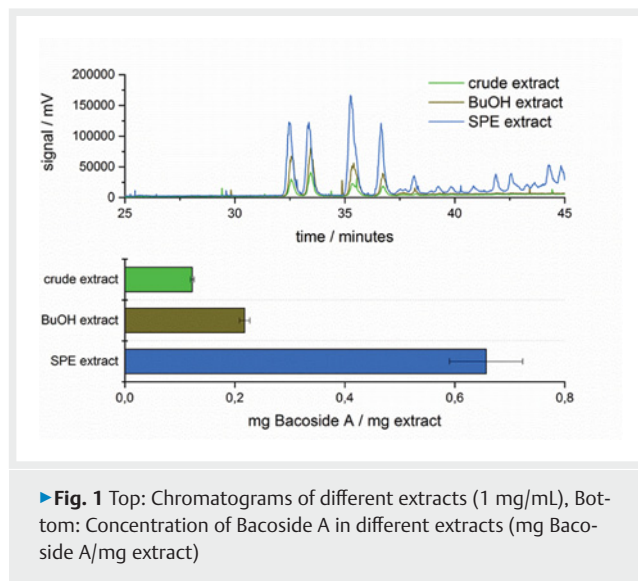 200000
150000
100000
50000
0
signal / mV
crude extract
BuOH extract
SPE extract
25 30 35 40 45
time / minutes
crude extract
BuOH extract
SPE extract
0,0 0,2 0,4 0,6 0,8
mg Bacoside A / mg extract
▶Fig. 1 Top: Chromatograms of different extracts (1 mg/mL), Bot-
tom: Concentration of Bacoside A in different extracts (mg Baco-
side A/mg extract)